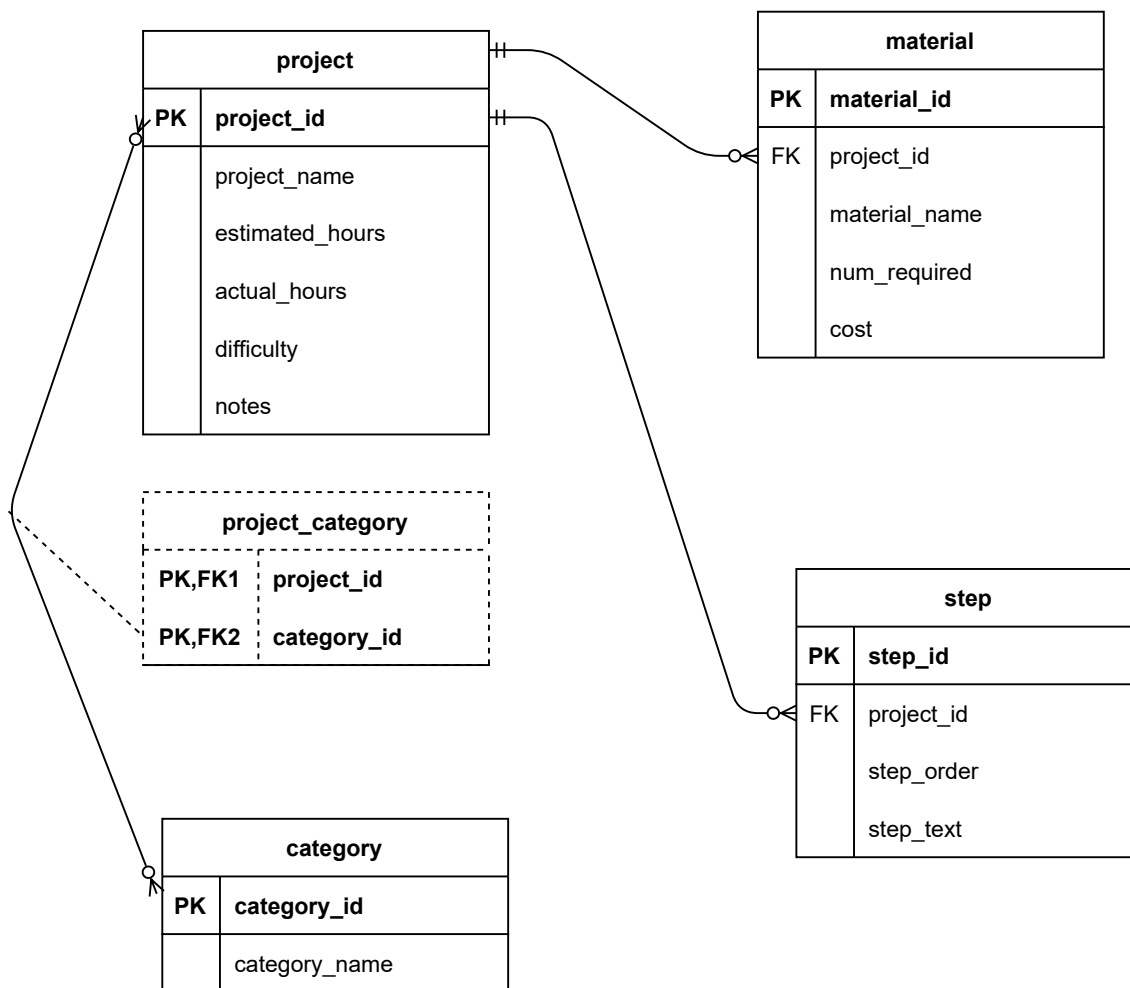 project
PK project_id
project_name
estimated_hours
actual_hours
difficulty
notes
material
PK material_id
FK project_id
material_name
num_required
cost
project_category
PK,FK1 project_id
PK,FK2 category_id
step
PK step_id
FK project_id
step_order
step_text
category
PK category_id
category_name